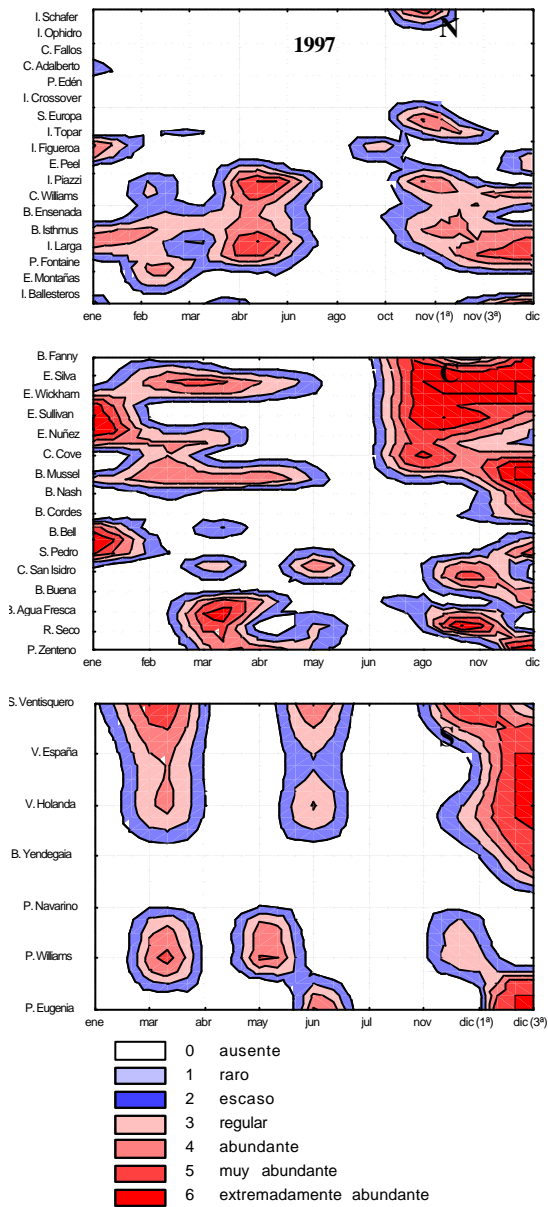 I. Schafer
N
I. Ophidro
1997
C. Fallos
C. Adalberto
P. Edén
I. Crossover
S. Europa
I. Topar
I. Figueroa
E. Peel
I. Piazzi
C. Williams
B. Ensenada
B. Isthmus
I. Larga
P. Fontaine
E. Montañas
I. Ballesteros
ene feb mar abr jun ago oct nov (1ª) nov (3ª) dic
B. Fanny
C
E. Silva
E. Wickham
E. Sullivan
E. Nuñez
C. Cove
B. Mussel
B. Nash
B. Cordes
B. Bell
S. Pedro
C. San Isidro
B. Buena
B. Agua Fresca
R. Seco
P. Zenteno
ene feb mar abr may jun ago nov dic
S. Ventisquero
S
V. España
V. Holanda
B. Yendegaia
P. Navarino
P. Williams
P. Eugenia
ene mar abr may jun jul nov dic (1ª) dic (3ª)
0 ausente
1 raro
2 escaso
3 regular
4 abundante
5 muy abundante
6 extremadamente abundante